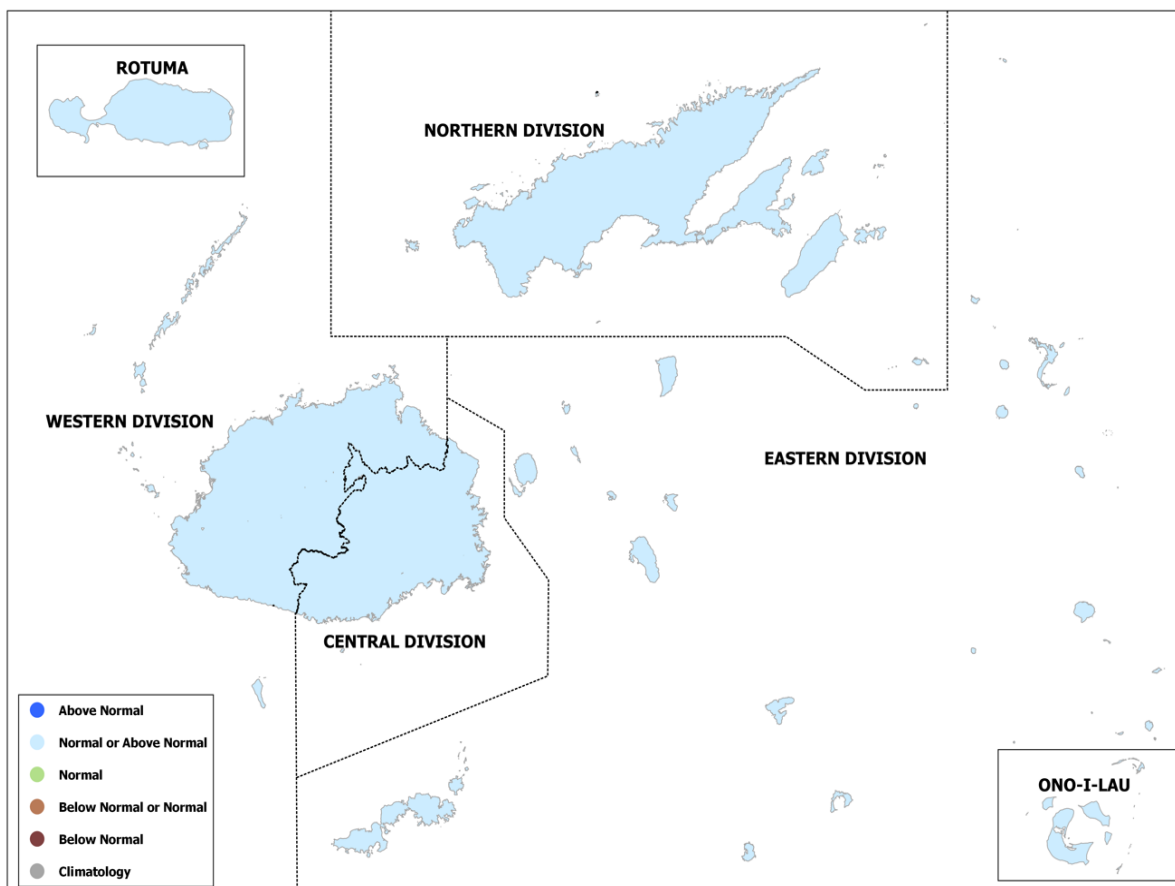 ROTUMA
NORTHERN DIVISION
WESTERN DIVISION
EASTERN DIVISION
CENTRAL DIVISION
Above Normal
Normal or Above Normal
Normal
Below Normal or Normal
Below Normal
Climatology
ONO-I-LAU